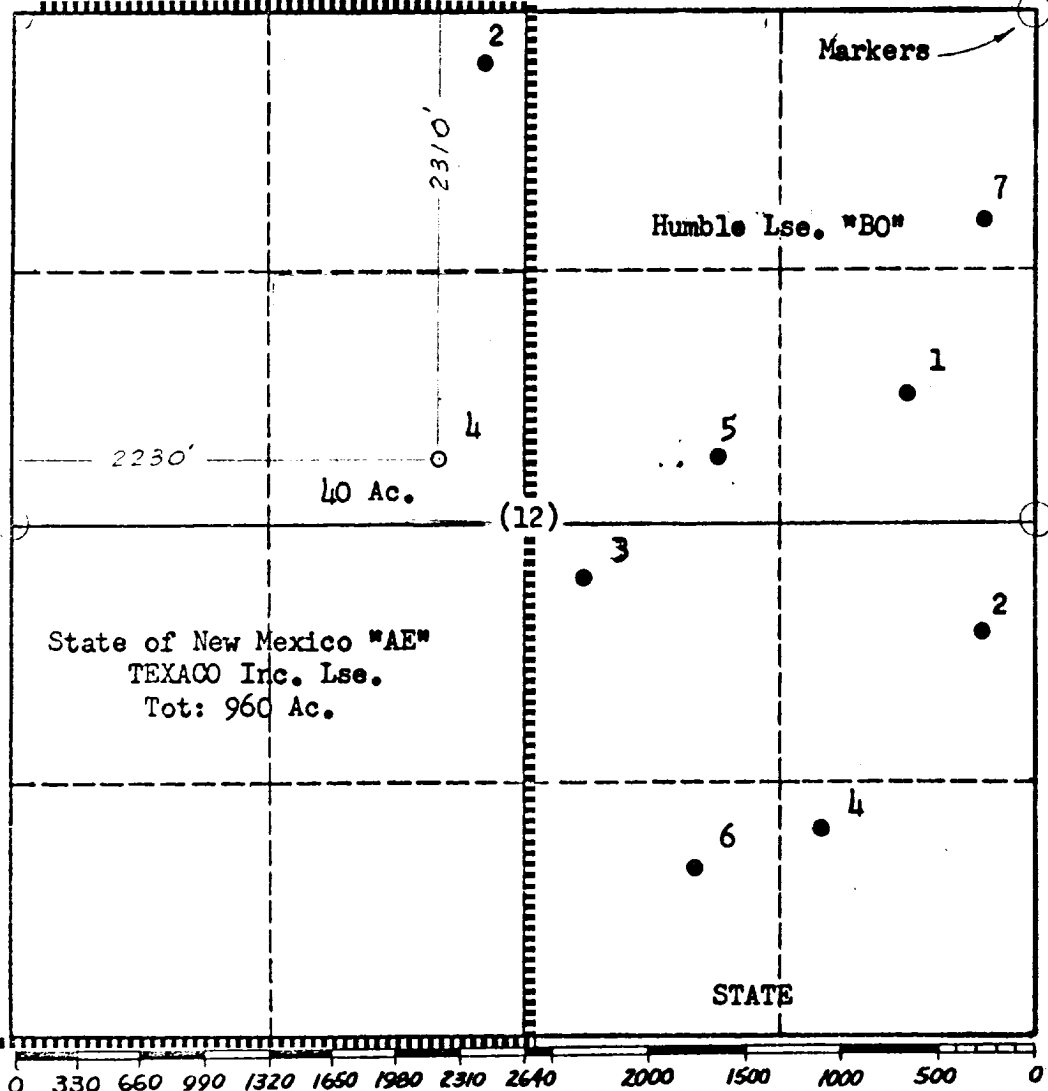 2
Markers
2310'
7
Humble Lse. "BO"
1
4
5
2230'
40 Ac.
(12)
3
2
State of New Mexico "AE"
TEXACO Inc. Lse.
Tot: 960 Ac.
4
6
STATE
0 330 660 990 1320 1650 1980 2310 2640 2000 1500 1000 500 0